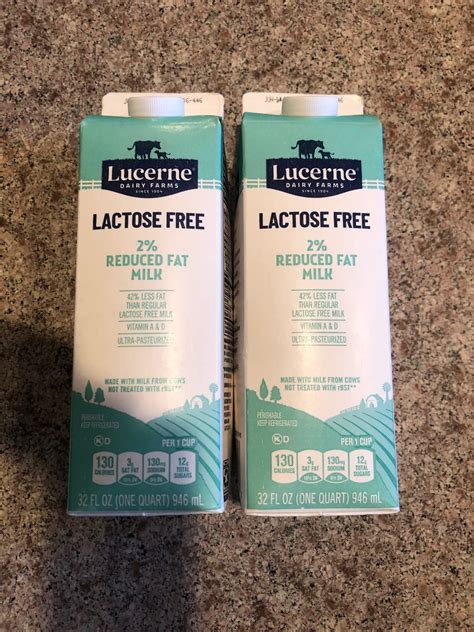 Lucerne
DAIRY FARMS
SINCE 1904
LACTOSE FREE
2%
REDUCED FAT
MILK
42% LESS FAT
THAN REGULAR
LACTOSE FREE MILK
VITAMIN A & D
ULTRA-PASTEURIZED
MADE WITH MILK FROM COWS
NOT TREATED WITH rBST**
PERISHABLE
KEEP REFRIGERATED
K D
PER 1 CUP
130 CALORIES
3g SAT FAT
130mg SODIUM
12g TOTAL SUGARS
32 FL OZ (ONE QUART) 946 mL
Lucerne
DAIRY FARMS
SINCE 1904
LACTOSE FREE
2%
REDUCED FAT
MILK
42% LESS FAT
THAN REGULAR
LACTOSE FREE MILK
VITAMIN A & D
ULTRA-PASTEURIZED
MADE WITH MILK FROM COWS
NOT TREATED WITH rBST**
PERISHABLE
KEEP REFRIGERATED
K D
PER 1 CUP
130 CALORIES
3g SAT FAT
130mg SODIUM
12g TOTAL SUGARS
32 FL OZ (ONE QUART) 946 mL